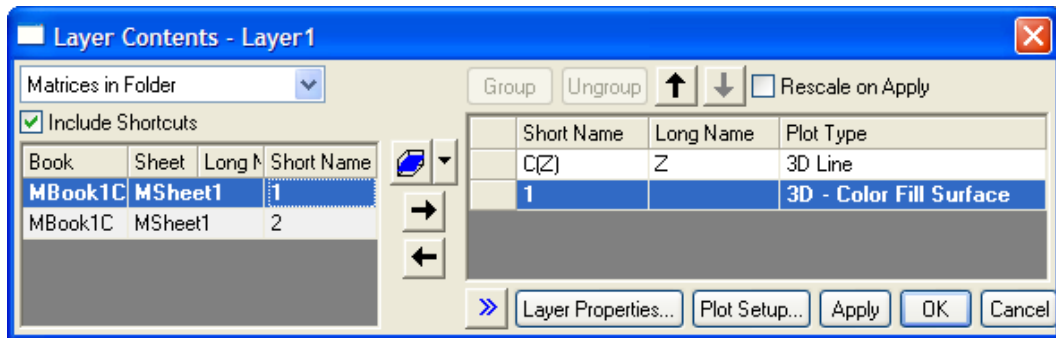 Layer Contents - Layer1
Matrices in Folder
Group Ungroup Rescale on Apply
Include Shortcuts
Book Sheet Long N Short Name
MBook1C MSheet1 1
MBook1C MSheet1 2
Short Name Long Name Plot Type
C(Z) Z 3D Line
1 3D - Color Fill Surface
Layer Properties... Plot Setup... Apply OK Cancel